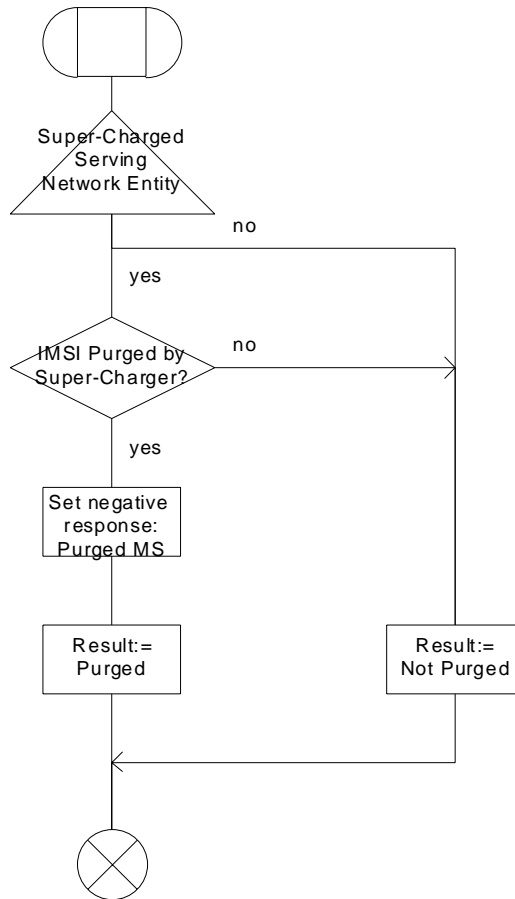 Super-Charged
Serving
Network Entity
no
yes
IMSI Purged by
Super-Charger?
no
yes
Set negative
response:
Purged MS
Result:=
Purged
Result:=
Not Purged